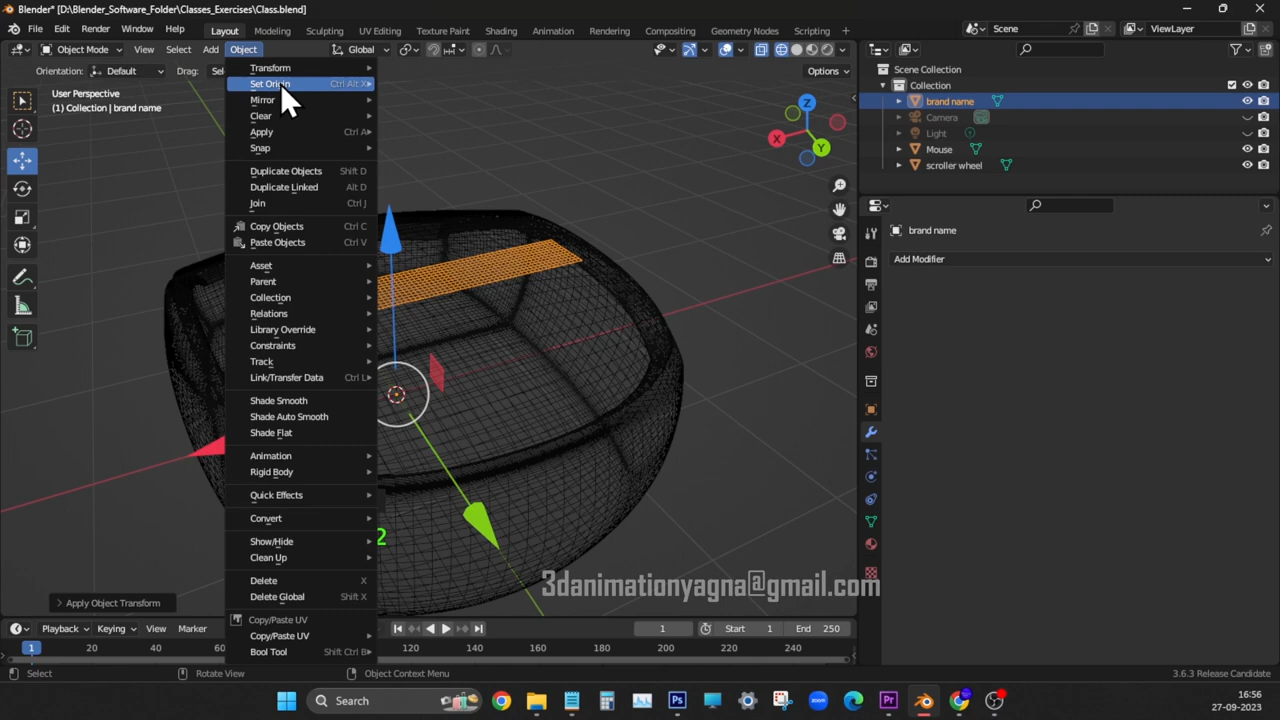 Blender* [D:\Blender_Software_Folder\Classes_Exercises\Class.blend]
File Edit Render Window Help Layout Modeling Sculpting UV Editing Texture Paint Shading Animation Rendering Compositing Geometry Nodes Scripting Scene ViewLayer
Object Mode View Select Add Object Global
Orientation: Default Drag: Sel Options
User Perspective
(1) Collection | brand name
Transform
Set Origin Ctrl Alt X
Mirror
Clear
Apply Ctrl A
Snap
Duplicate Objects Shift D
Duplicate Linked Alt D
Join Ctrl J
Copy Objects Ctrl C
Paste Objects Ctrl V
Asset
Parent
Collection
Relations
Library Override
Constraints
Track
Link/Transfer Data Ctrl L
Shade Smooth
Shade Auto Smooth
Shade Flat
Animation
Rigid Body
Quick Effects
Convert
Show/Hide
Clean Up
Delete X
Delete Global Shift X
Copy/Paste UV
Copy/Paste UV
Bool Tool Shift Ctrl B
Z
X
Y
2
3danimationyagna@gmail.com
Apply Object Transform
Scene Collection
Collection
brand name
Camera
Light
Mouse
scroller wheel
brand name
Add Modifier
Playback Keying View Marker 1 Start 1 End 250
1 20 40 60 120 140 160 180 200 220 240
Select Rotate View Object Context Menu 3.6.3 Release Candidate
Search
16:56
27-09-2023